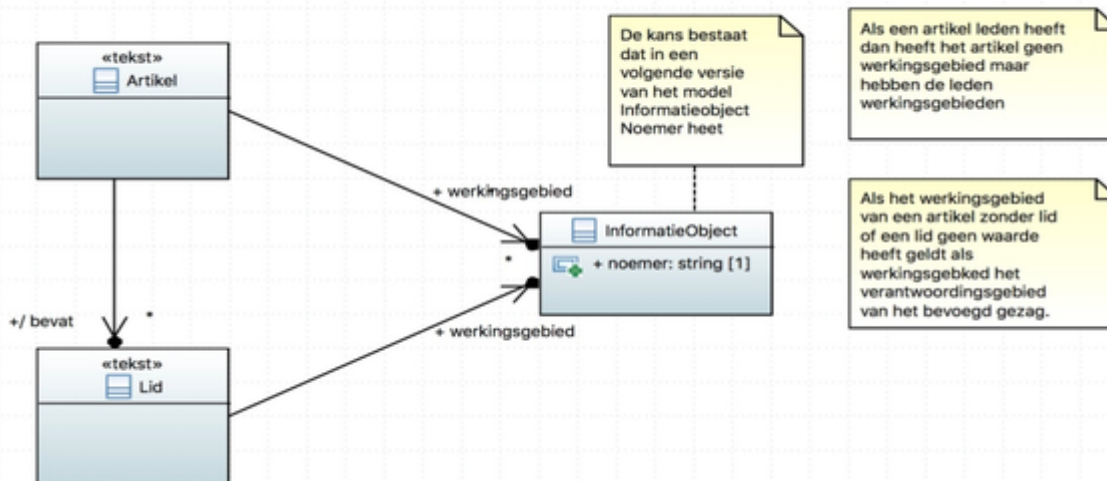 «tekst»
Artikel
De kans bestaat
dat in een
volgende versie
van het model
Informatieobject
Noemer heet
Als een artikel leden heeft
dan heeft het artikel geen
werkingsgebied maar
hebben de leden
werkingsgebieden
+ werkingsgebied
InformatieObject
+ noemer: string [1]
*
Als het werkingsgebied
van een artikel zonder lid
of een lid geen waarde
heeft geldt als
werkingsgebked het
verantwoordingsgebied
van het bevoegd gezag.
+/ bevat
*
+ werkingsgebied
«tekst»
Lid